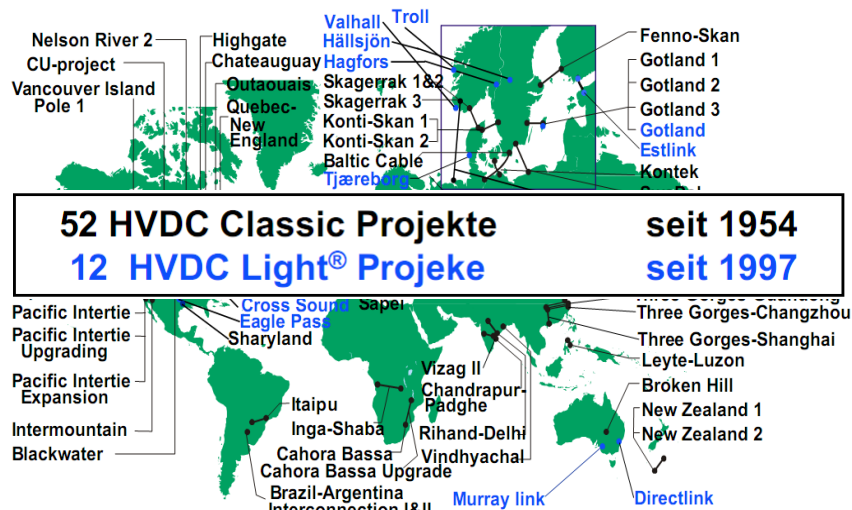 Nelson River 2
CU-project
Vancouver Island
Pole 1
Highgate
Chateauguay
Outaouais
Quebec-
New
England
Valhall
Troll
Hällsjön
Hagfors
Skagerrak 1&2
Skagerrak 3
Konti-Skan 1
Konti-Skan 2
Baltic Cable
Tjæreborg
Fenno-Skan
Gotland 1
Gotland 2
Gotland 3
Gotland
Estlink
Kontek
52 HVDC Classic Projekte seit 1954
12 HVDC Light® Projeke seit 1997
Pacific Intertie
Pacific Intertie
Upgrading
Pacific Intertie
Expansion
Intermountain
Blackwater
Cross Sound
Eagle Pass
Sharyland
Itaipu
Inga-Shaba
Cahora Bassa
Cahora Bassa Upgrade
Brazil-Argentina
Interconnection I&II
Sapei
Vizag II
Chandrapur-
Padghe
Rihand-Delhi
Vindhyachal
Three Gorges-Guandong
Three Gorges-Changzhou
Three Gorges-Shanghai
Leyte-Luzon
Broken Hill
New Zealand 1
New Zealand 2
Murray link
Directlink